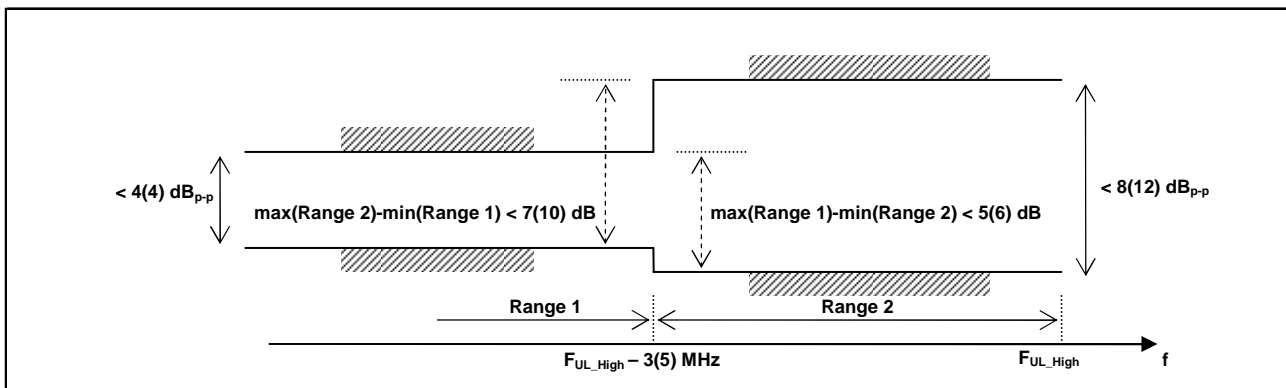 < 4(4) dBp-p
max(Range 2)-min(Range 1) < 7(10) dB
max(Range 1)-min(Range 2) < 5(6) dB
< 8(12) dBp-p
Range 1
Range 2
FUL_High – 3(5) MHz
FUL_High
f